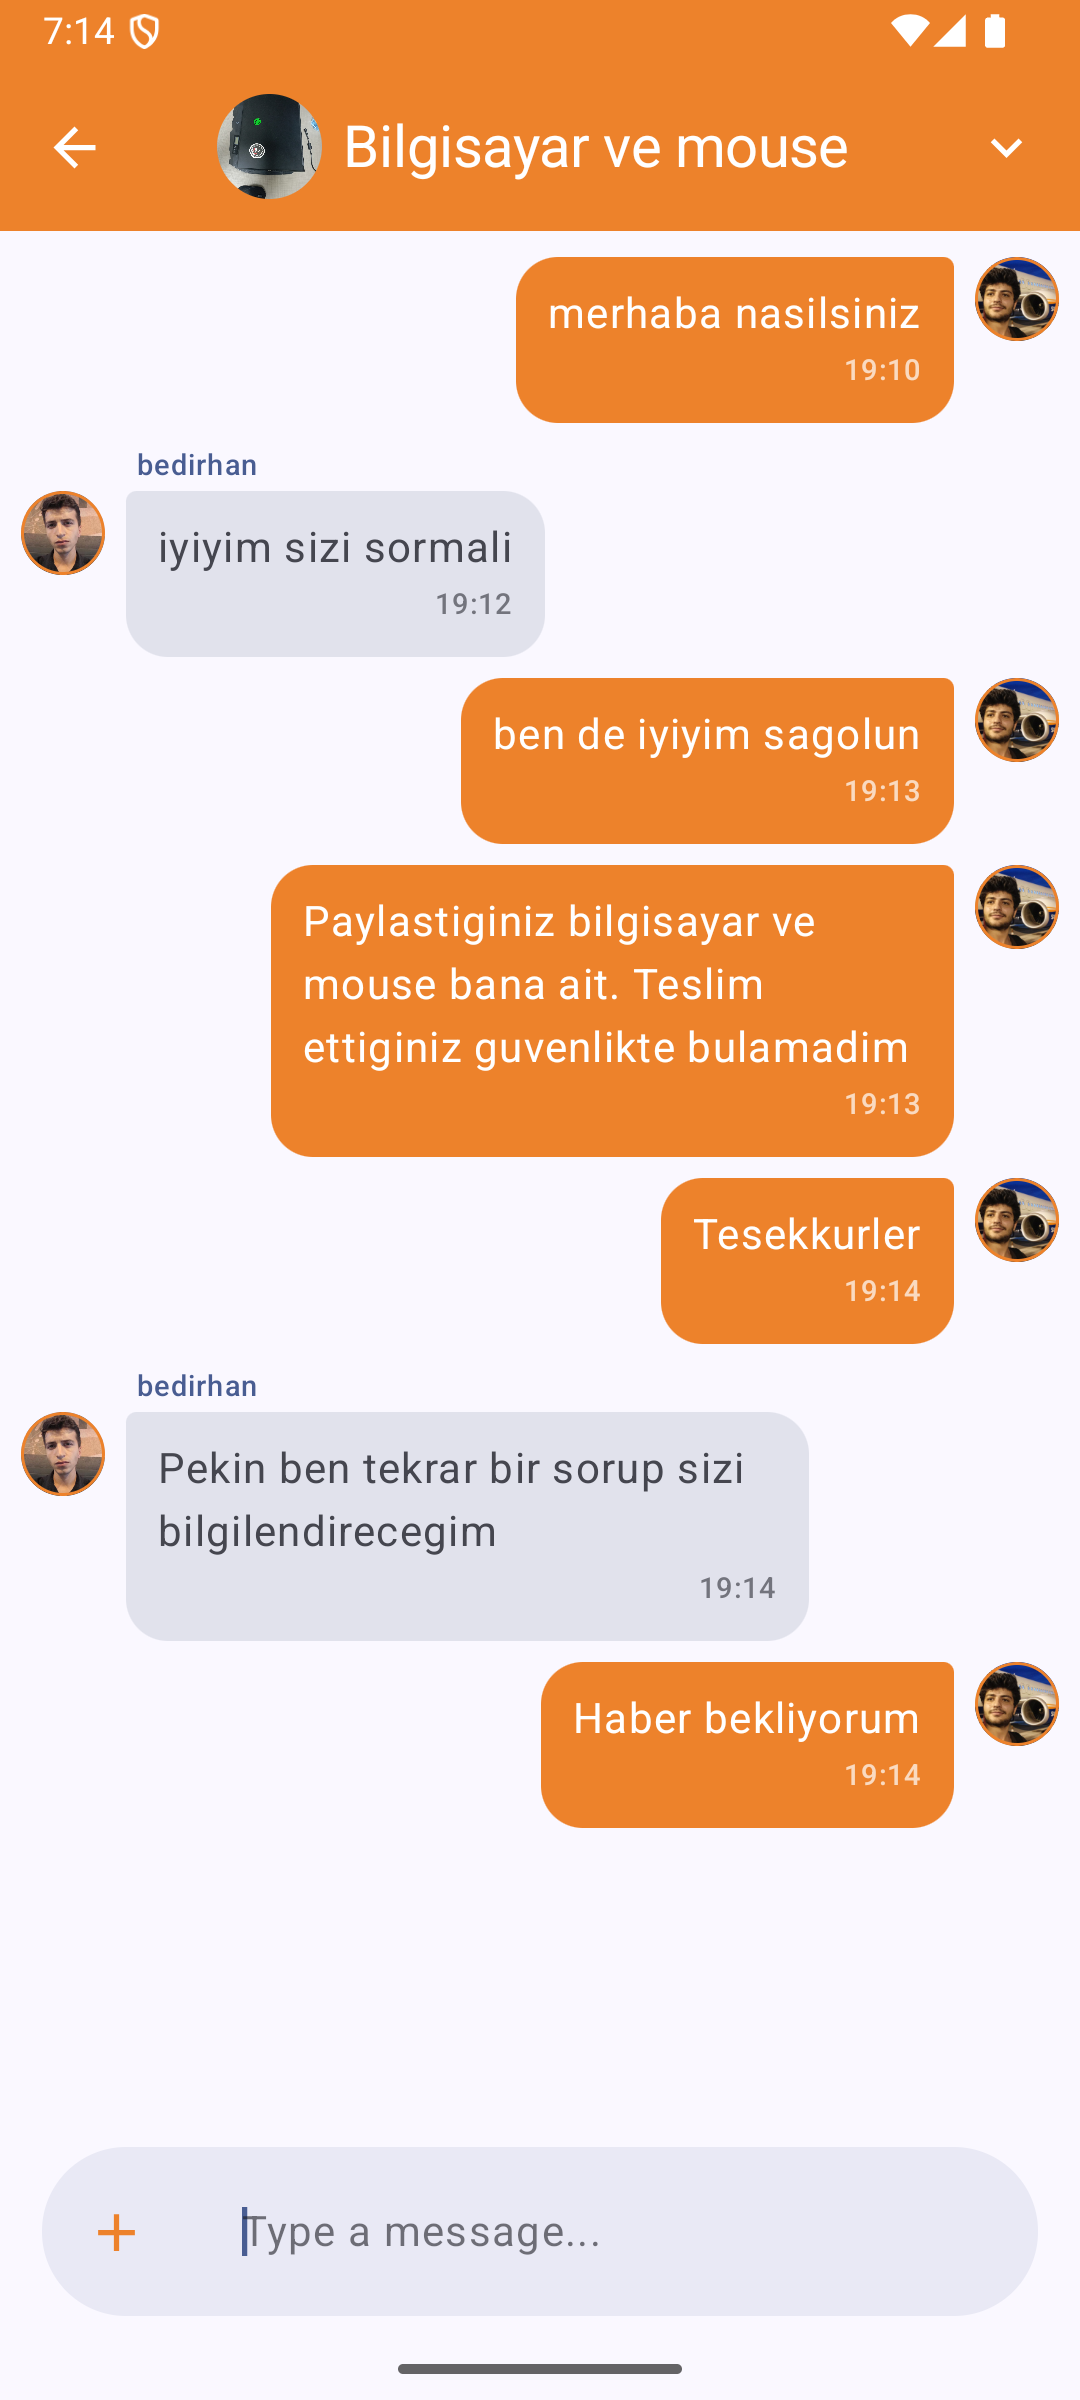 7:14
Bilgisayar ve mouse
merhaba nasilsiniz
19:10
bedirhan
iyiyim sizi sormali
19:12
ben de iyiyim sagolun
19:13
Paylastiginiz bilgisayar ve
mouse bana ait. Teslim
ettiginiz guvenlikte bulamadim
19:13
Tesekkurler
19:14
bedirhan
Pekin ben tekrar bir sorup sizi
bilgilendirecegim
19:14
Haber bekliyorum
19:14
Type a message...